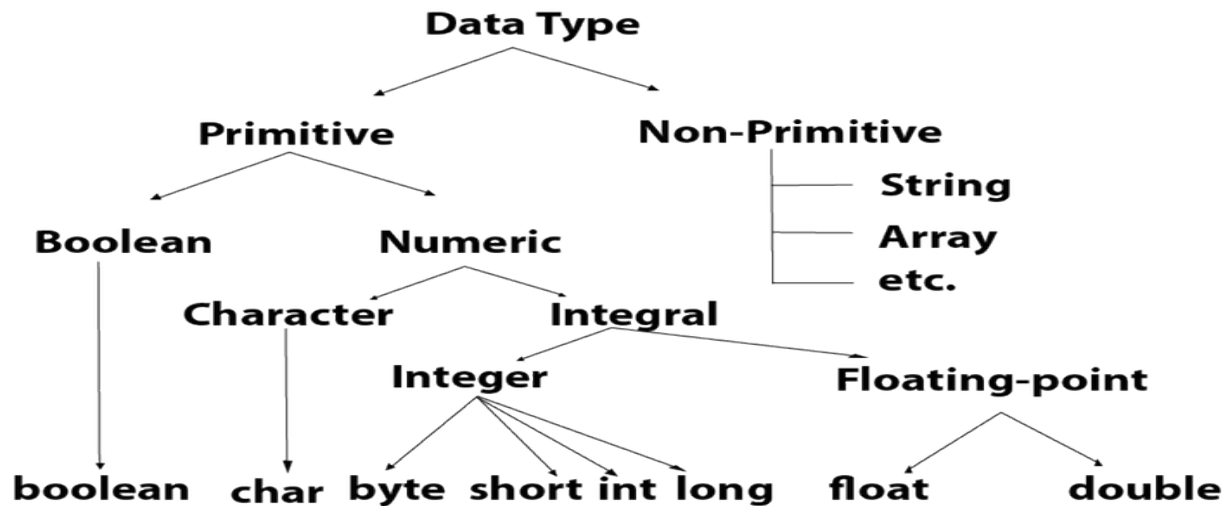 Data Type
Primitive
Non-Primitive
String
Array
etc.
Boolean
Numeric
Character
Integral
Integer
Floating-point
boolean
char
byte
short
int
long
float
double